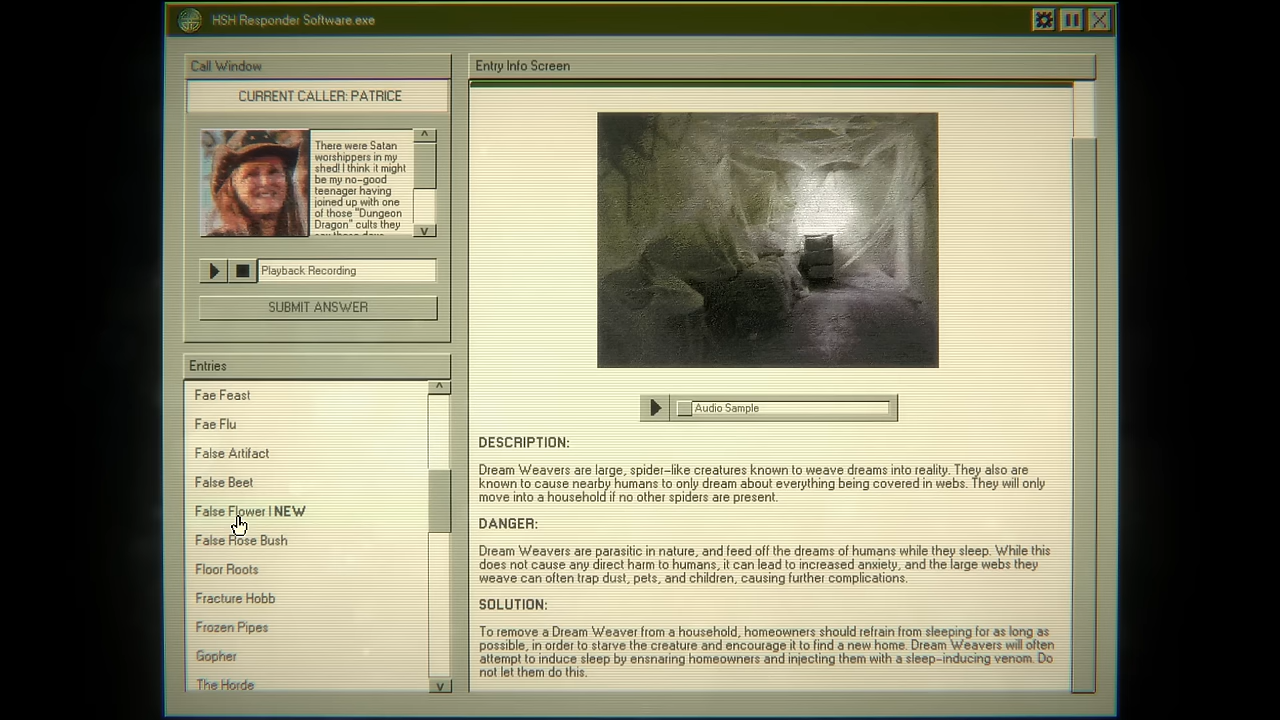 HSH Responder Software.exe
Call Window
CURRENT CALLER: PATRICE
There were Satan
worshippers in my
shed! I think it might
be my no-good
teenager having
joined up with one
of those "Dungeon
Dragon" cults they
say these days
Playback Recording
SUBMIT ANSWER
Entries
Fae Feast
Fae Flu
False Artifact
False Beet
False Flower | NEW
False Rose Bush
Floor Roots
Fracture Hobb
Frozen Pipes
Gopher
The Horde
Entry Info Screen
Audio Sample
DESCRIPTION:
Dream Weavers are large, spider-like creatures known to weave dreams into reality. They also are
known to cause nearby humans to only dream about everything being covered in webs. They will only
move into a household if no other spiders are present.
DANGER:
Dream Weavers are parasitic in nature, and feed off the dreams of humans while they sleep. While this
does not cause any direct harm to humans, it can lead to increased anxiety, and the large webs they
weave can often trap dust, pets, and children, causing further complications.
SOLUTION:
To remove a Dream Weaver from a household, homeowners should refrain from sleeping for as long as
possible, in order to starve the creature and encourage it to find a new home. Dream Weavers will often
attempt to induce sleep by ensnaring homeowners and injecting them with a sleep-inducing venom. Do
not let them do this.